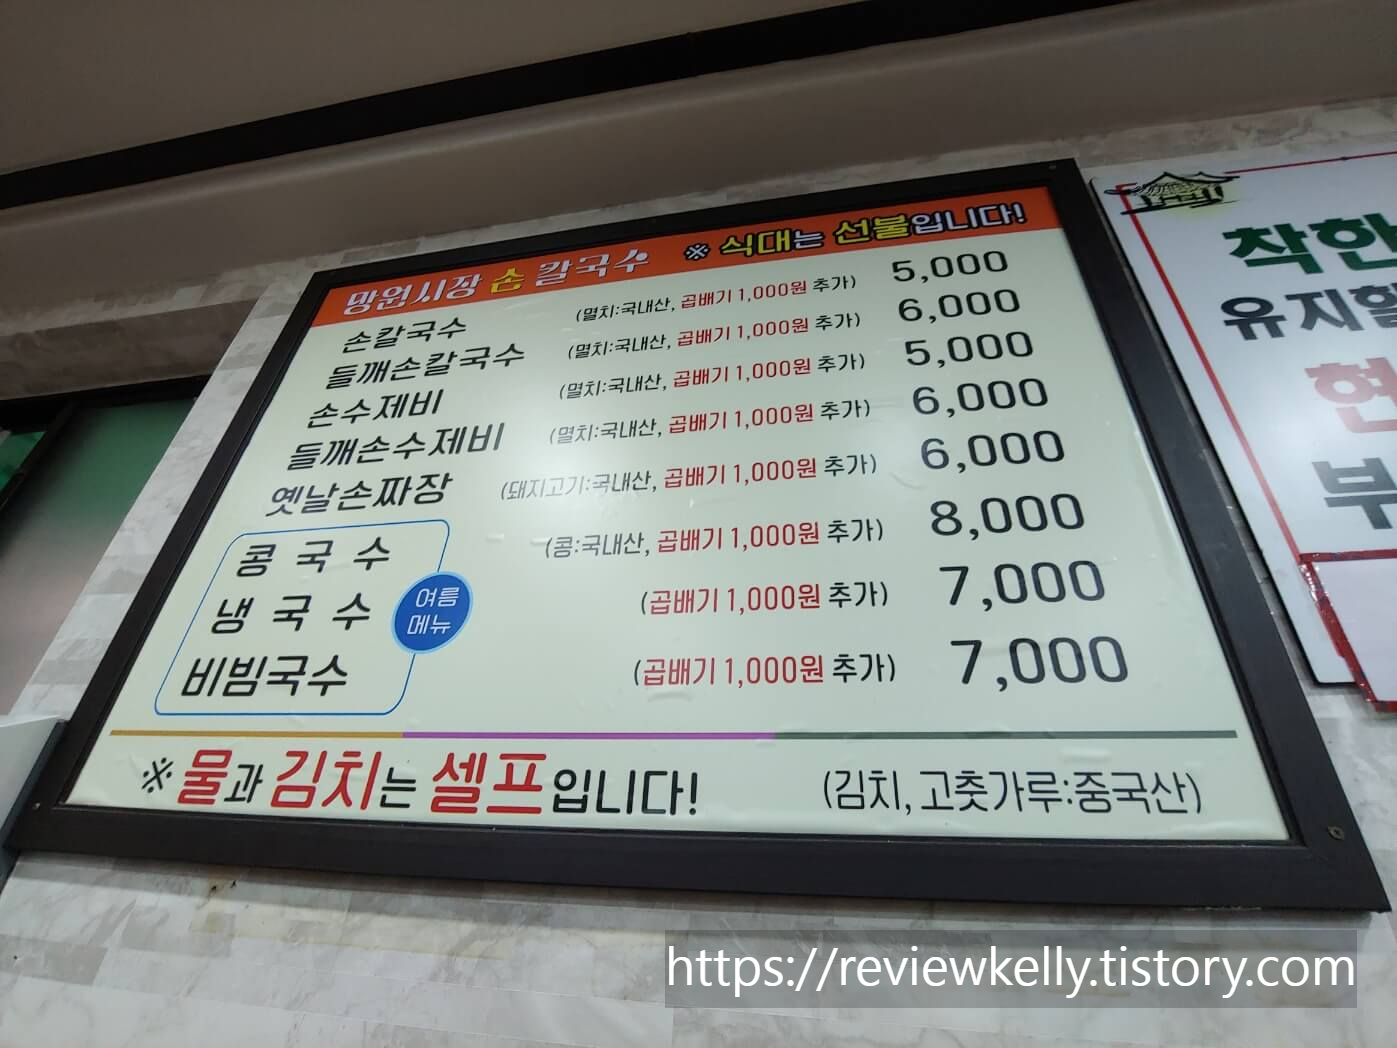 망원시장 손 칼국수 ※ 식대는 선불입니다!
손칼국수 (멸치:국내산, 곱배기 1,000원 추가) 5,000
들깨손칼국수 (멸치:국내산, 곱배기 1,000원 추가) 6,000
손수제비 (멸치:국내산, 곱배기 1,000원 추가) 5,000
들깨손수제비 (멸치:국내산, 곱배기 1,000원 추가) 6,000
옛날손짜장 (돼지고기:국내산, 곱배기 1,000원 추가) 6,000
콩국수 (콩:국내산, 곱배기 1,000원 추가) 8,000
냉국수 (곱배기 1,000원 추가) 7,000
비빔국수 (곱배기 1,000원 추가) 7,000
여름
메뉴
※ 물과 김치는 셀프입니다! (김치, 고춧가루:중국산)
착한
유지할
현
부
https://reviewkelly.tistory.com